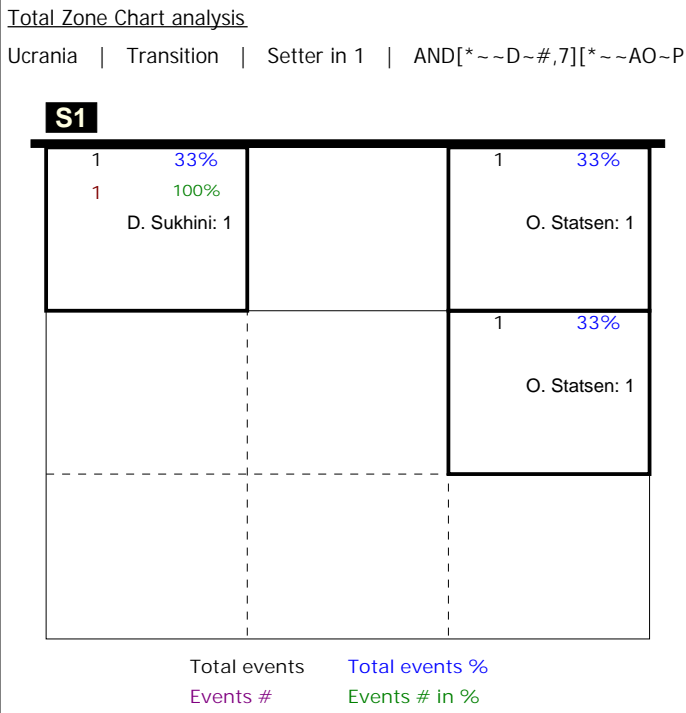 Total Zone Chart analysis
Ucrania | Transition | Setter in 1 | AND[*~~D~#,7][*~~AO~P
S1
1 33% 1 33%
1 100%
D. Sukhini: 1 O. Statsen: 1
1 33%
O. Statsen: 1
Total events Total events %
Events # Events # in %